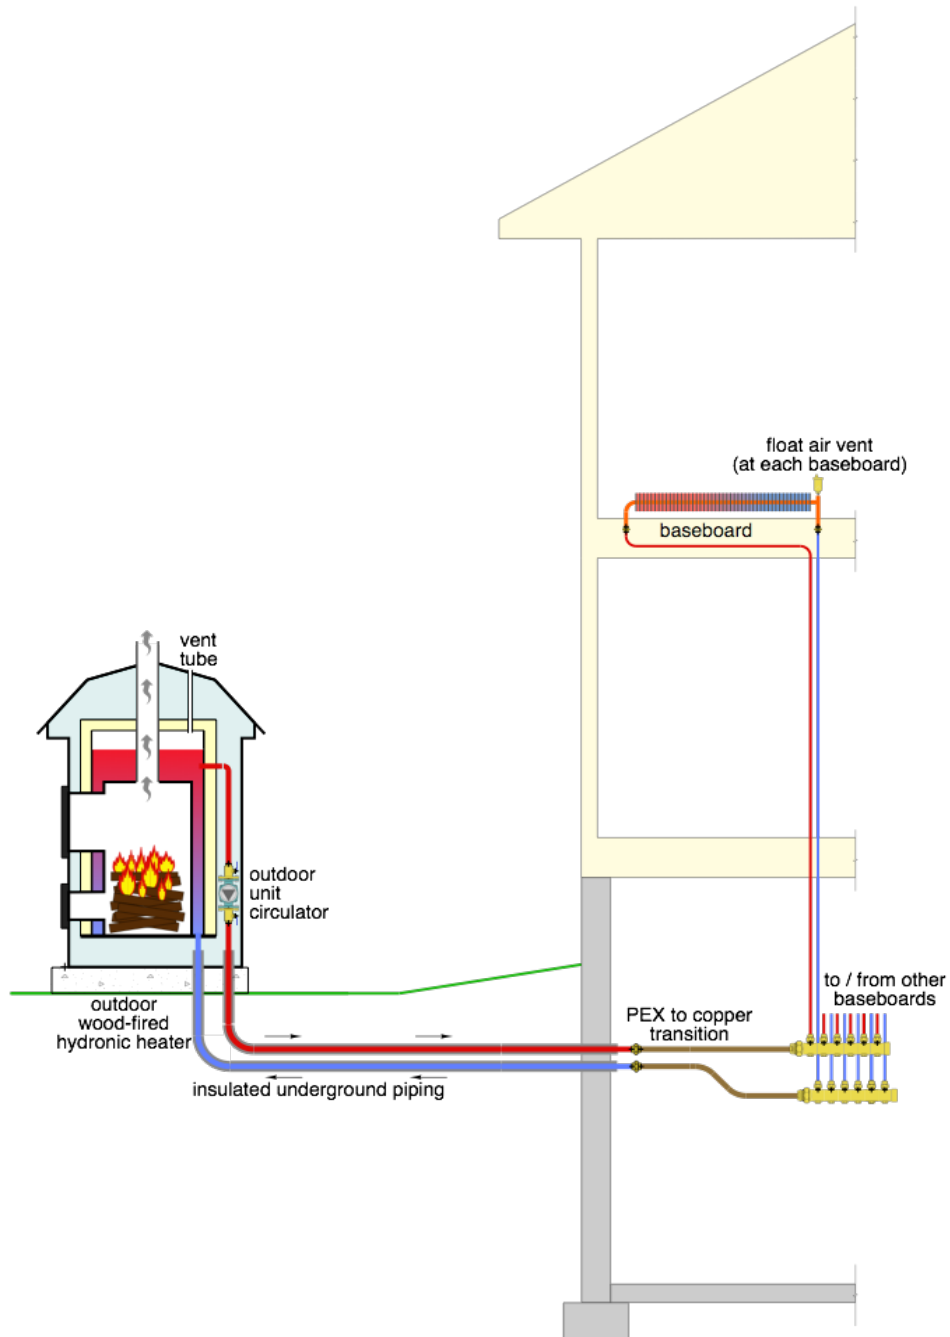 float air vent
(at each baseboard)
baseboard
vent
tube
outdoor
unit
circulator
to / from other
baseboards
outdoor
wood-fired
hydronic heater
PEX to copper
transition
insulated underground piping